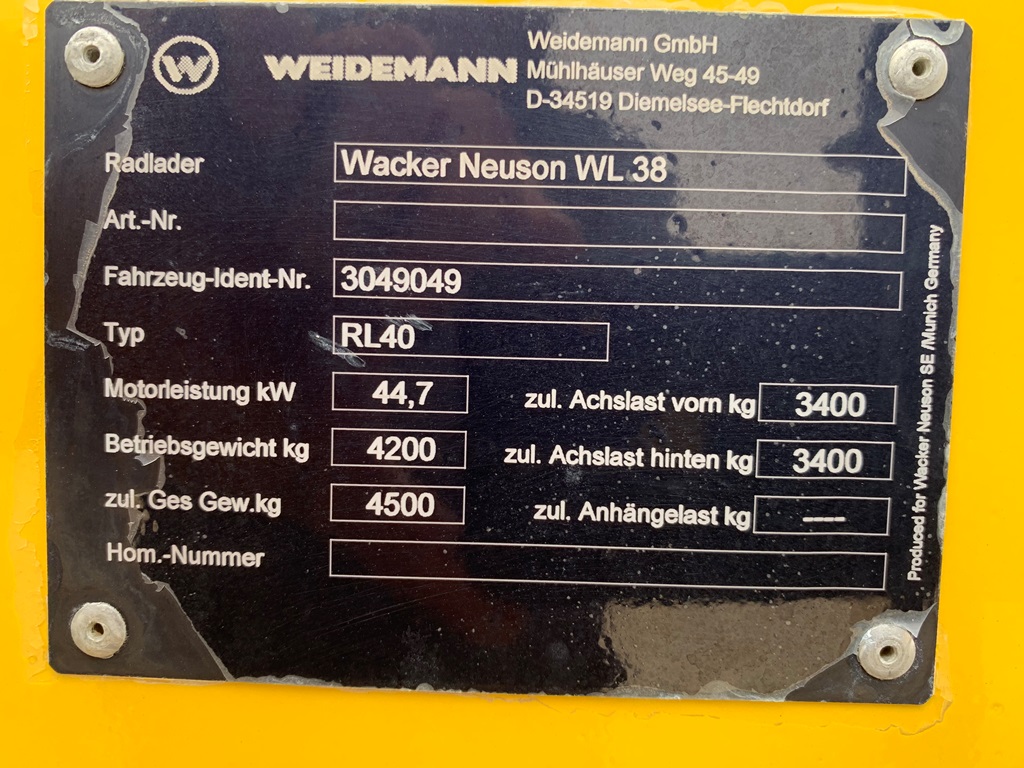 W WEIDEMANN
Weidemann GmbH
Mühlhäuser Weg 45-49
D-34519 Diemelsee-Flechtdorf
Radlader Wacker Neuson WL 38
Art.-Nr.
Fahrzeug-Ident-Nr. 3049049
Typ RL40
Motorleistung kW 44,7 zul. Achslast vorn kg 3400
Betriebsgewicht kg 4200 zul. Achslast hinten kg 3400
zul. Ges Gew.kg 4500 zul. Anhängelast kg ----
Hom.-Nummer
Produced for Wacker Neuson SE /Munich Germany